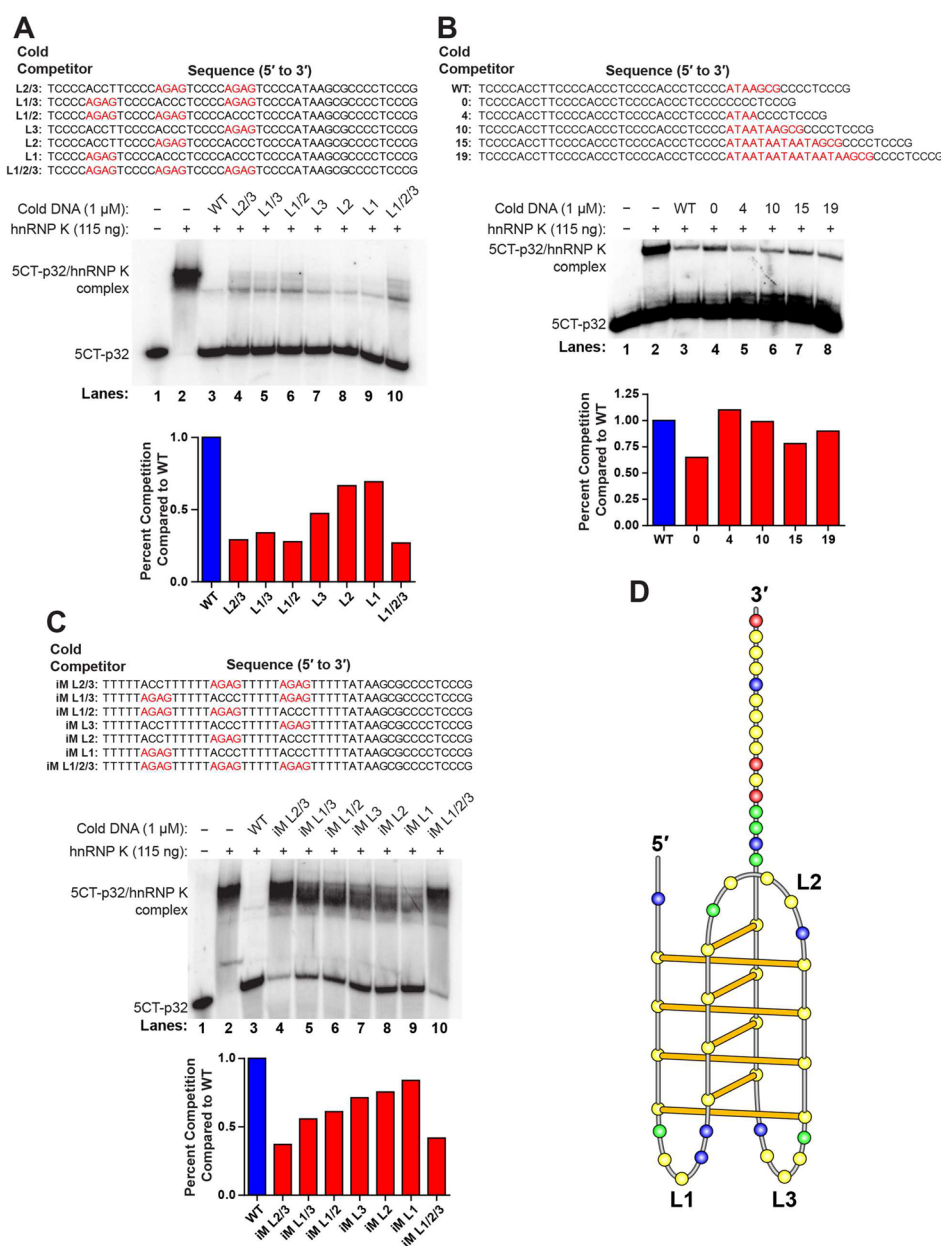 A
Cold
Competitor Sequence (5′ to 3′)
L2/3: TCCCCACCTTCCCCAGAGTCCCCAGAGTCCCCATAAGCGCCCCTCCCG
L1/3: TCCCCAGAGTCCCCACCCTCCCCAGAGTCCCCATAAGCGCCCCTCCCG
L1/2: TCCCCAGAGTCCCCAGAGTCCCCACCCTCCCCATAAGCGCCCCTCCCG
L3: TCCCCACCTTCCCCACCCTCCCCAGAGTCCCCATAAGCGCCCCTCCCG
L2: TCCCCACCTTCCCCAGAGTCCCCACCCTCCCCATAAGCGCCCCTCCCG
L1: TCCCCAGAGTCCCCACCCTCCCCACCCTCCCCATAAGCGCCCCTCCCG
L1/2/3: TCCCCAGAGTCCCCAGAGTCCCCAGAGTCCCCATAAGCGCCCCTCCCG
Cold DNA (1 µM): – – WT L2/3 L1/3 L1/2 L3 L2 L1 L1/2/3
hnRNP K (115 ng): – + + + + + + + + +
5CT-p32/hnRNP K
complex
5CT-p32
Lanes:
1 2 3 4 5 6 7 8 9 10
Percent Competition
Compared to WT
1.0
0.5
0.0
WT L2/3 L1/3 L1/2 L3 L2 L1 L1/2/3
B
Cold
Competitor Sequence (5′ to 3′)
WT: TCCCCACCTTCCCCACCCTCCCCACCCTCCCCATAAGCGCCCCTCCCG
0: TCCCCACCTTCCCCACCCTCCCCACCCTCCCCCCCCTCCCG
4: TCCCCACCTTCCCCACCCTCCCCACCCTCCCCATAACCCCTCCCG
10: TCCCCACCTTCCCCACCCTCCCCACCCTCCCCATAATAAGCGCCCCTCCCG
15: TCCCCACCTTCCCCACCCTCCCCACCCTCCCCATAATAATAATAGCGCCCCTCCCG
19: TCCCCACCTTCCCCACCCTCCCCACCCTCCCCATAATAATAATAATAAGCGCCCCTCCCG
Cold DNA (1 µM): – – WT 0 4 10 15 19
hnRNP K (115 ng): – + + + + + + +
5CT-p32/hnRNP K
complex
5CT-p32
Lanes: 1 2 3 4 5 6 7 8
Percent Competition
Compared to WT
1.25
1.00
0.75
0.50
0.25
0.00
WT 0 4 10 15 19
C
Cold
Competitor Sequence (5′ to 3′)
iM L2/3: TTTTTACCTTTTTTAGAGTTTTTAGAGTTTTTATAAGCGCCCCTCCCG
iM L1/3: TTTTTAGAGTTTTTACCCTTTTTAGAGTTTTTATAAGCGCCCCTCCCG
iM L1/2: TTTTTAGAGTTTTTAGAGTTTTTACCCTTTTTATAAGCGCCCCTCCCG
iM L3: TTTTTACCTTTTTTACCCTTTTTAGAGTTTTTATAAGCGCCCCTCCCG
iM L2: TTTTTACCTTTTTTAGAGTTTTTACCCTTTTTATAAGCGCCCCTCCCG
iM L1: TTTTTAGAGTTTTTACCCTTTTTACCCTTTTTATAAGCGCCCCTCCCG
iM L1/2/3: TTTTTAGAGTTTTTAGAGTTTTTAGAGTTTTTATAAGCGCCCCTCCCG
Cold DNA (1 µM): – – WT iM L2/3 iM L1/3 iM L1/2 iM L3 iM L2 iM L1 iM L1/2/3
hnRNP K (115 ng): – + + + + + + + + +
5CT-p32/hnRNP K
complex
5CT-p32
Lanes:
1 2 3 4 5 6 7 8 9 10
Percent Competition
Compared to WT
1.0
0.5
0.0
WT iM L2/3 iM L1/3 iM L1/2 iM L3 iM L2 iM L1 iM L1/2/3
D
3′
5′
L2
L1
L3